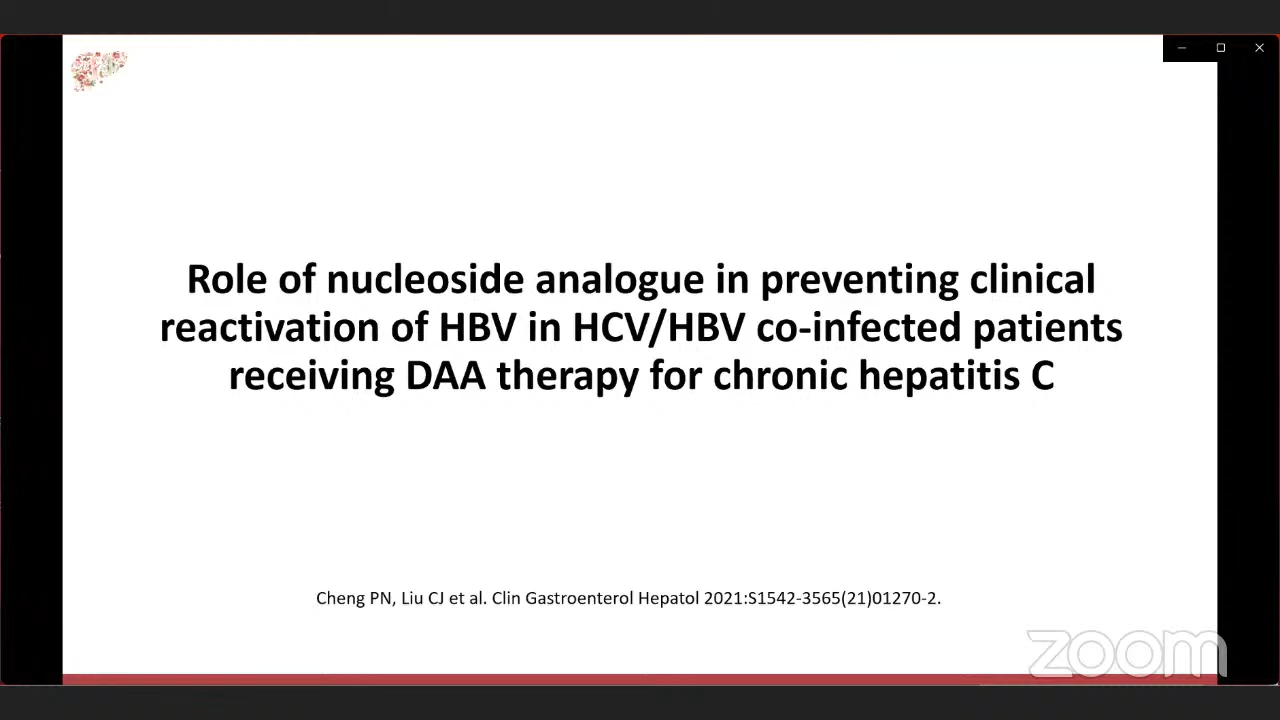 Role of nucleoside analogue in preventing clinical
reactivation of HBV in HCV/HBV co-infected patients
receiving DAA therapy for chronic hepatitis C
Cheng PN, Liu CJ et al. Clin Gastroenterol Hepatol 2021:S1542-3565(21)01270-2.
zoom